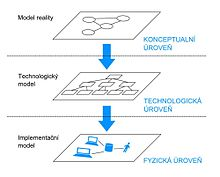 Model reality
KONCEPTUÁLNÍ
ÚROVEŇ
Technologický
model
TECHNOLOGICKÁ
ÚROVEŇ
Implementační
model
FYZICKÁ ÚROVEŇ